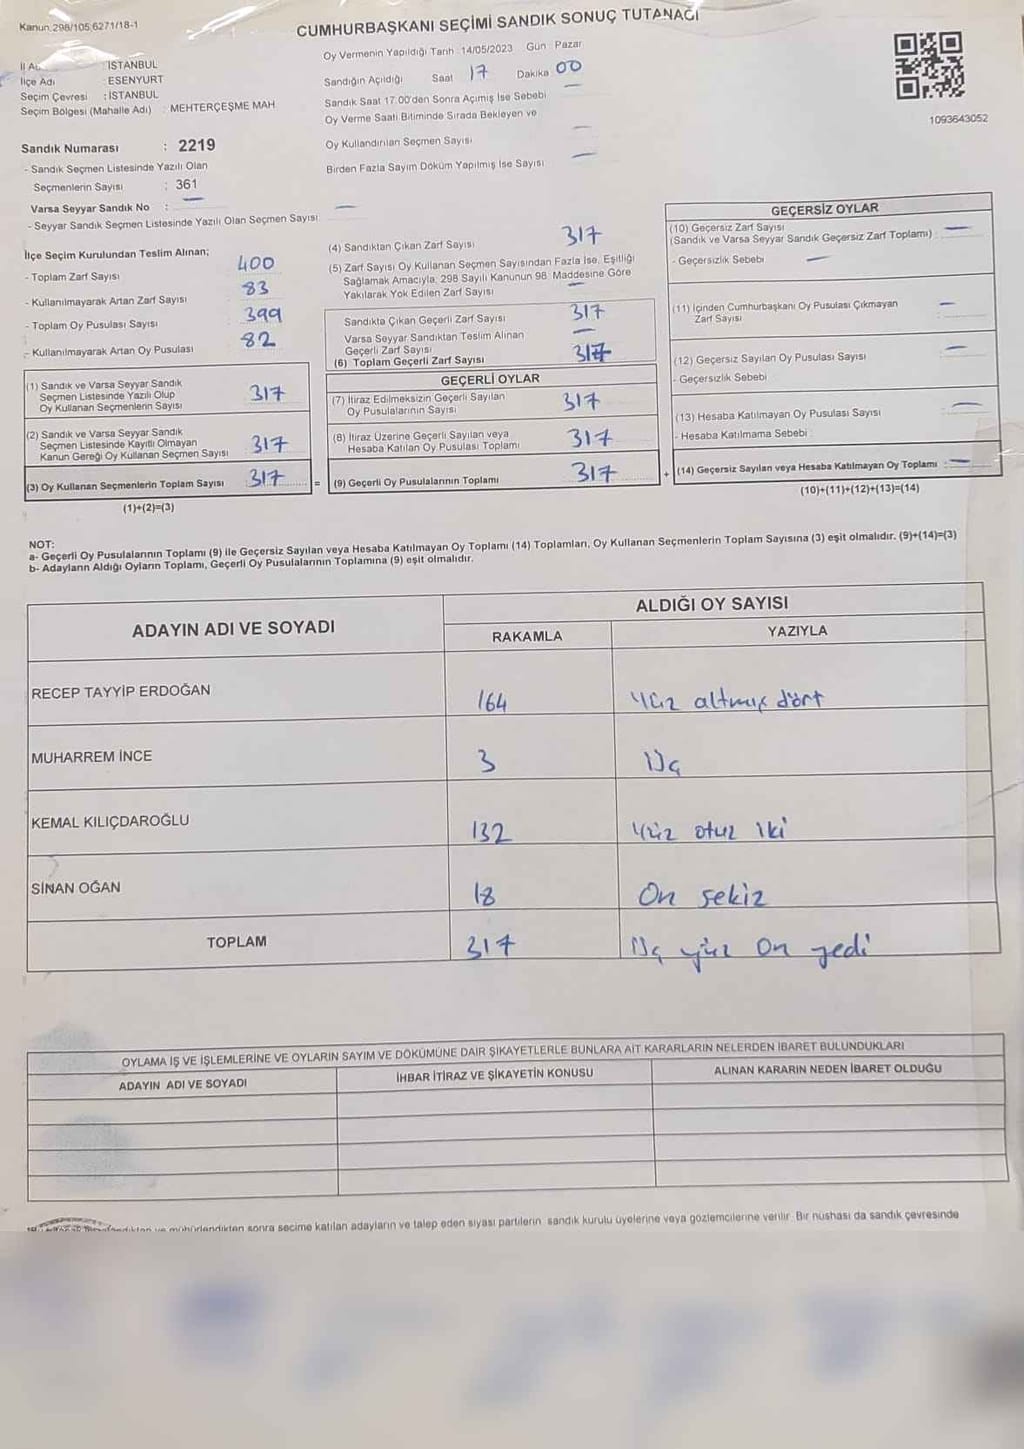 Kanun:298/105,6271/18-1
CUMHURBAŞKANI SEÇİMİ SANDIK SONUÇ TUTANAĞI
İl Adı : İSTANBUL
İlçe Adı : ESENYURT
Seçim Çevresi : İSTANBUL
Seçim Bölgesi (Mahalle Adı) : MEHTERÇEŞME MAH
Oy Vermenin Yapıldığı Tarih : 14/05/2023 Gün : Pazar
Sandığın Açıldığı Saat 17 Dakika 00
Sandık Saat 17:00'den Sonra Açımış İse Sebebi —
Oy Verme Saati Bitiminde Sırada Bekleyen ve
Oy Kullandırılan Seçmen Sayısı —
Birden Fazla Sayım Döküm Yapılmış İse Sayısı : —
1093643052
Sandık Numarası : 2219
- Sandık Seçmen Listesinde Yazılı Olan
Seçmenlerin Sayısı : 361
Varsa Seyyar Sandık No : —
- Seyyar Sandık Seçmen Listesinde Yazılı Olan Seçmen Sayısı: —
İlçe Seçim Kurulundan Teslim Alınan;
- Toplam Zarf Sayısı 400
- Kullanılmayarak Artan Zarf Sayısı 83
- Toplam Oy Pusulası Sayısı 399
- Kullanılmayarak Artan Oy Pusulası 82
(1) Sandık ve Varsa Seyyar Sandık
Seçmen Listesinde Yazılı Olup
Oy Kullanan Seçmenlerin Sayısı 317
(2) Sandık ve Varsa Seyyar Sandık
Seçmen Listesinde Kayıtlı Olmayan
Kanun Gereği Oy Kullanan Seçmen Sayısı 317
(3) Oy Kullanan Seçmenlerin Toplam Sayısı 317 =
(1)+(2)=(3)
(4) Sandıktan Çıkan Zarf Sayısı 317
(5) Zarf Sayısı Oy Kullanan Seçmen Sayısından Fazla İse, Eşitliği
Sağlamak Amacıyla, 298 Sayılı Kanunun 98. Maddesine Göre
Yakılarak Yok Edilen Zarf Sayısı —
Sandıkta Çıkan Geçerli Zarf Sayısı 317
Varsa Seyyar Sandıktan Teslim Alınan
Geçerli Zarf Sayısı —
(6) Toplam Geçerli Zarf Sayısı 317
GEÇERLİ OYLAR
(7) İtiraz Edilmeksizin Geçerli Sayılan
Oy Pusulalarının Sayısı 317
(8) İtiraz Üzerine Geçerli Sayılan veya
Hesaba Katılan Oy Pusulası Toplamı 317
(9) Geçerli Oy Pusulalarının Toplamı 317 +
GEÇERSİZ OYLAR
(10) Geçersiz Zarf Sayısı
(Sandık ve Varsa Seyyar Sandık Geçersiz Zarf Toplamı) : —
- Geçersizlik Sebebi —
(11) İçinden Cumhurbaşkanı Oy Pusulası Çıkmayan
Zarf Sayısı —
(12) Geçersiz Sayılan Oy Pusulası Sayısı —
- Geçersizlik Sebebi
(13) Hesaba Katılmayan Oy Pusulası Sayısı —
- Hesaba Katılmama Sebebi :
(14) Geçersiz Sayılan veya Hesaba Katılmayan Oy Toplamı : —
(10)+(11)+(12)+(13)=(14)
NOT:
a- Geçerli Oy Pusulalarının Toplamı (9) ile Geçersiz Sayılan veya Hesaba Katılmayan Oy Toplamı (14) Toplamları, Oy Kullanan Seçmenlerin Toplam Sayısına (3) eşit olmalıdır. (9)+(14)=(3)
b- Adayların Aldığı Oyların Toplamı, Geçerli Oy Pusulalarının Toplamına (9) eşit olmalıdır.
ADAYIN ADI VE SOYADI
ALDIĞI OY SAYISI
RAKAMLA YAZIYLA
RECEP TAYYİP ERDOĞAN 164 Yüz altmış dört
MUHARREM İNCE 3 Üç
KEMAL KILIÇDAROĞLU 132 Yüz otuz iki
SİNAN OĞAN 18 On sekiz
TOPLAM 317 Üç yüz On yedi
OYLAMA İŞ VE İŞLEMLERİNE VE OYLARIN SAYIM VE DÖKÜMÜNE DAİR ŞİKAYETLERLE BUNLARA AİT KARARLARIN NELERDEN İBARET BULUNDUKLARI
ADAYIN ADI VE SOYADI İHBAR İTİRAZ VE ŞİKAYETİN KONUSU ALINAN KARARIN NEDEN İBARET OLDUĞU
mühürlendikten sonra seçime katılan adayların ve talep eden siyasi partilerin sandık kurulu üyelerine veya gözlemcilerine verilir. Bir nüshası da sandık çevresinde